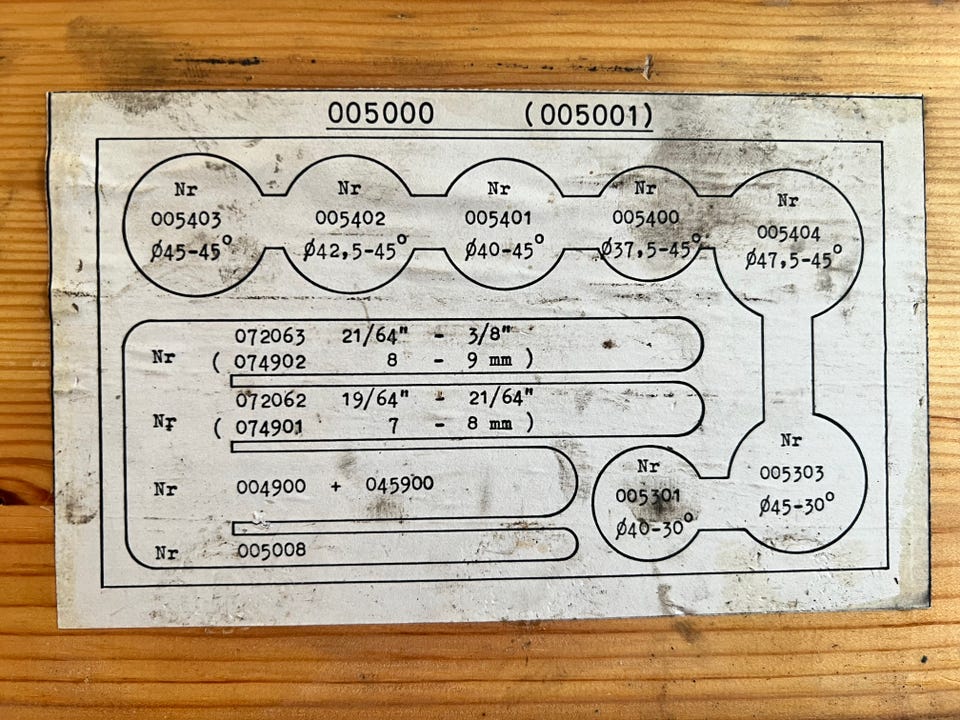 005000 (005001)
Nr
005403
Ø45-45°
Nr
005402
Ø42,5-45°
Nr
005401
Ø40-45°
Nr
005400
Ø37,5-45°
Nr
005404
Ø47,5-45°
Nr 072063 21/64" - 3/8"
( 074902 8 - 9 mm )
Nr 072062 19/64" - 21/64"
( 074901 7 - 8 mm )
Nr 004900 + 045900
Nr 005008
Nr
005301
Ø40-30°
Nr
005303
Ø45-30°